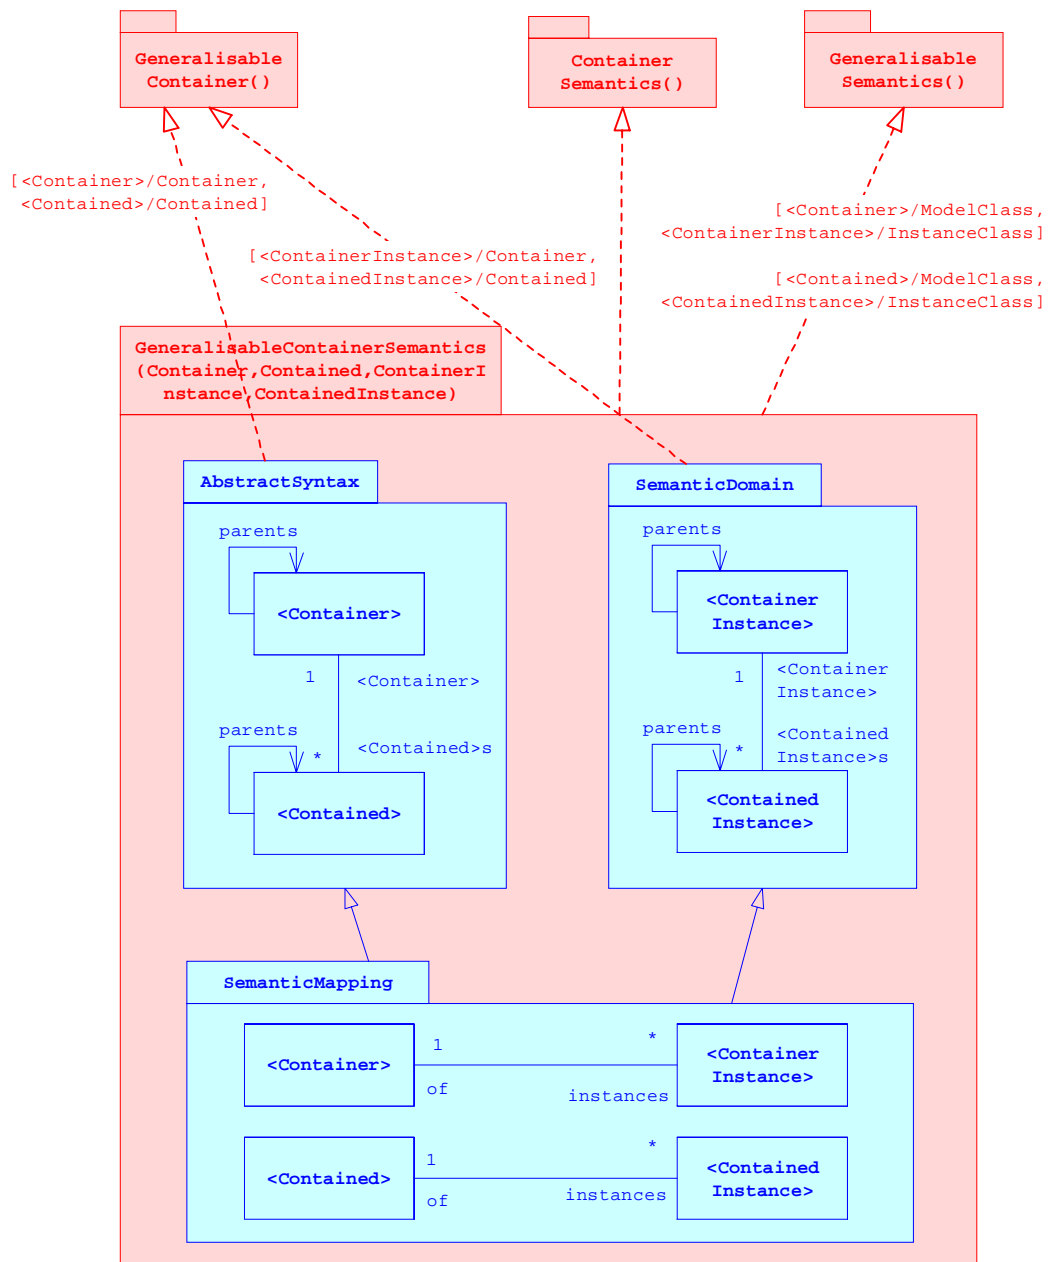 Generalisable
Container()
Container
Semantics()
Generalisable
Semantics()
[<Container>/Container,
<Contained>/Contained]
[<ContainerInstance>/Container,
<ContainedInstance>/Contained]
[<Container>/ModelClass,
<ContainerInstance>/InstanceClass]
[<Contained>/ModelClass,
<ContainedInstance>/InstanceClass]
GeneralisableContainerSemantics
(Container,Contained,ContainerI
nstance,ContainedInstance)
AbstractSyntax
parents
<Container>
1
<Container>
parents
*
<Contained>s
<Contained>
SemanticDomain
parents
<Container
Instance>
1
<Container
Instance>
parents
*
<Contained
Instance>s
<Contained
Instance>
SemanticMapping
<Container>
1
of
*
instances
<Container
Instance>
<Contained>
1
of
*
instances
<Contained
Instance>